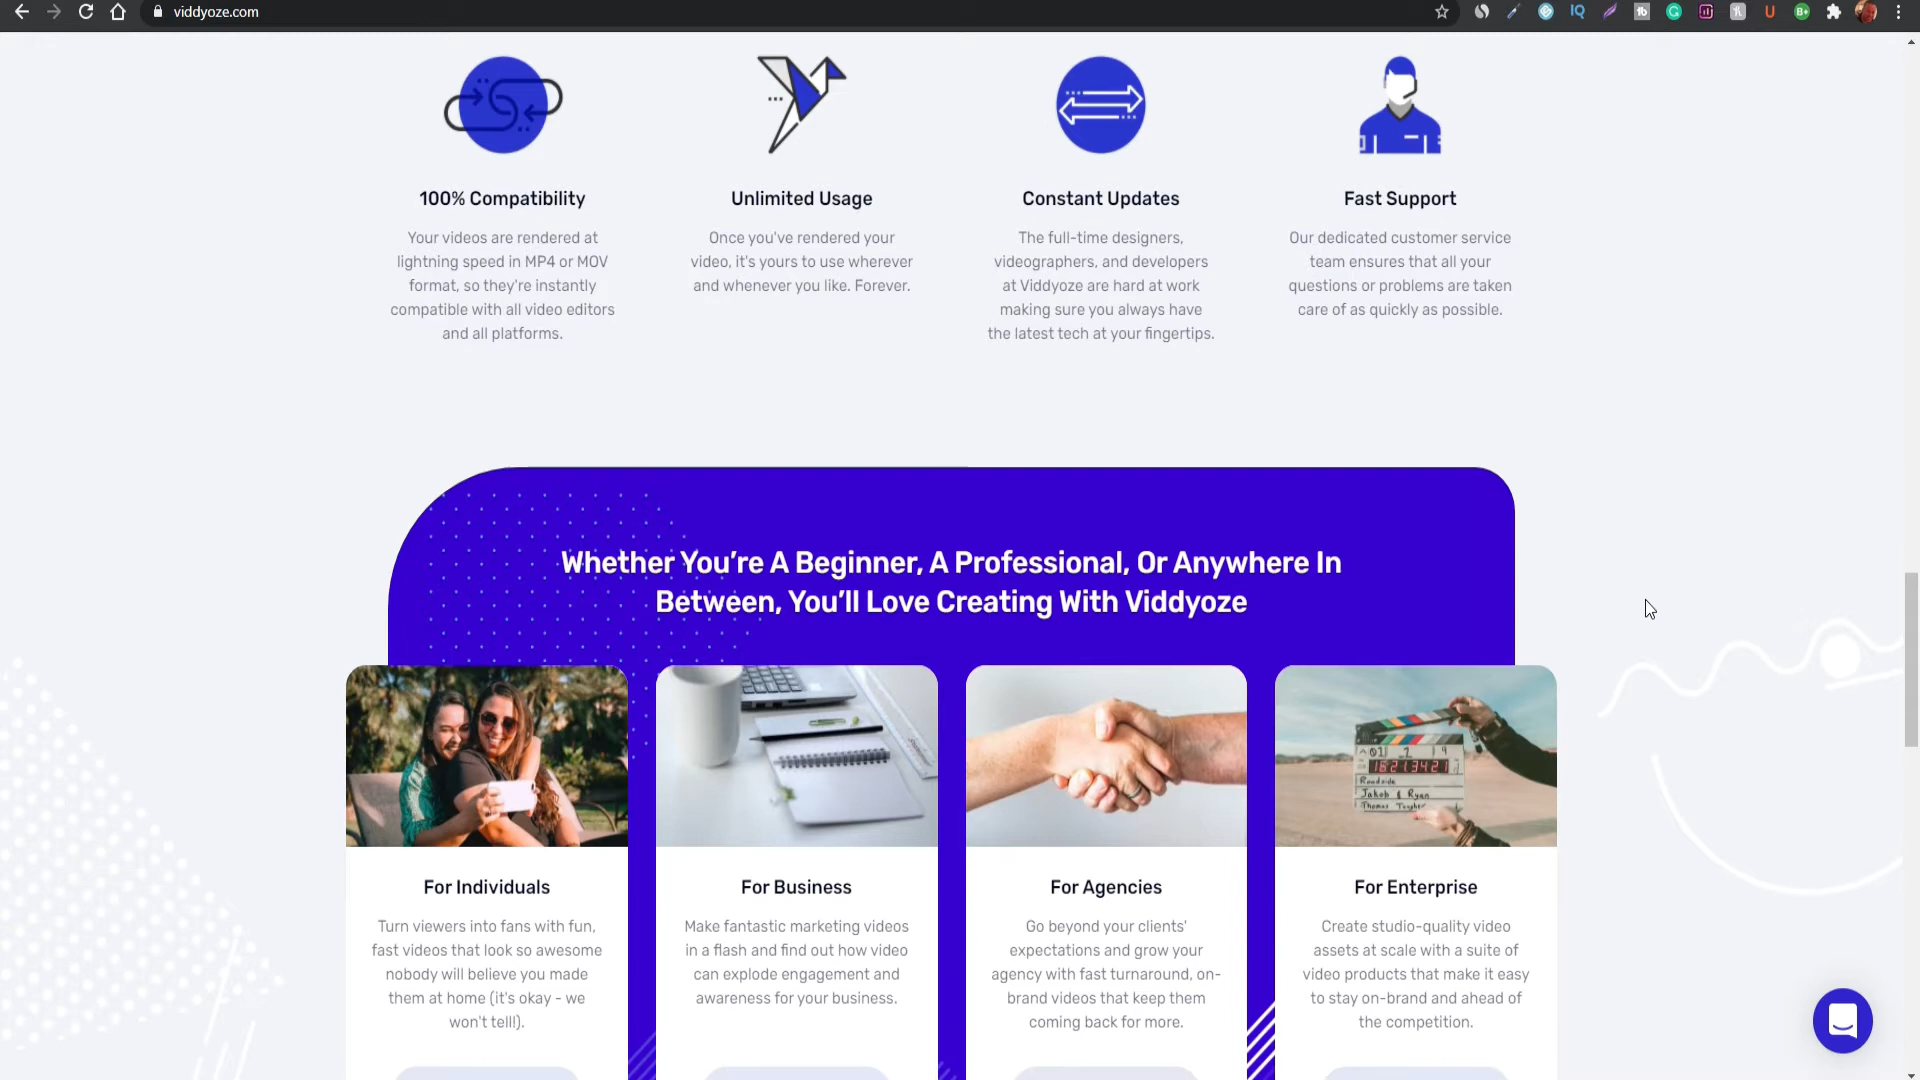 viddyoze.com
100% Compatibility
Your videos are rendered at
lightning speed in MP4 or MOV
format, so they're instantly
compatible with all video editors
and all platforms.
Unlimited Usage
Once you've rendered your
video, it's yours to use wherever
and whenever you like. Forever.
Constant Updates
The full-time designers,
videographers, and developers
at Viddyoze are hard at work
making sure you always have
the latest tech at your fingertips.
Fast Support
Our dedicated customer service
team ensures that all your
questions or problems are taken
care of as quickly as possible.
Whether You’re A Beginner, A Professional, Or Anywhere In
Between, You’ll Love Creating With Viddyoze
Roadside
Jakob & Ryan
For Individuals
Turn viewers into fans with fun,
fast videos that look so awesome
nobody will believe you made
them at home (it's okay - we
won't tell!).
For Business
Make fantastic marketing videos
in a flash and find out how video
can explode engagement and
awareness for your business.
For Agencies
Go beyond your clients'
expectations and grow your
agency with fast turnaround, on-
brand videos that keep them
coming back for more.
For Enterprise
Create studio-quality video
assets at scale with a suite of
video products that make it easy
to stay on-brand and ahead of
the competition.